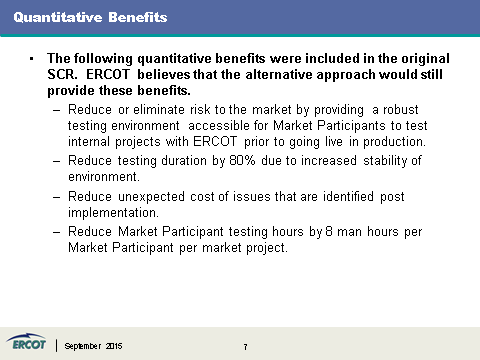 Quantitative Benefits
• The following quantitative benefits were included in the original
SCR. ERCOT believes that the alternative approach would still
provide these benefits.
– Reduce or eliminate risk to the market by providing a robust
testing environment accessible for Market Participants to test
internal projects with ERCOT prior to going live in production.
– Reduce testing duration by 80% due to increased stability of
environment.
– Reduce unexpected cost of issues that are identified post
implementation.
– Reduce Market Participant testing hours by 8 man hours per
Market Participant per market project.
ERCOT
September 2015
7